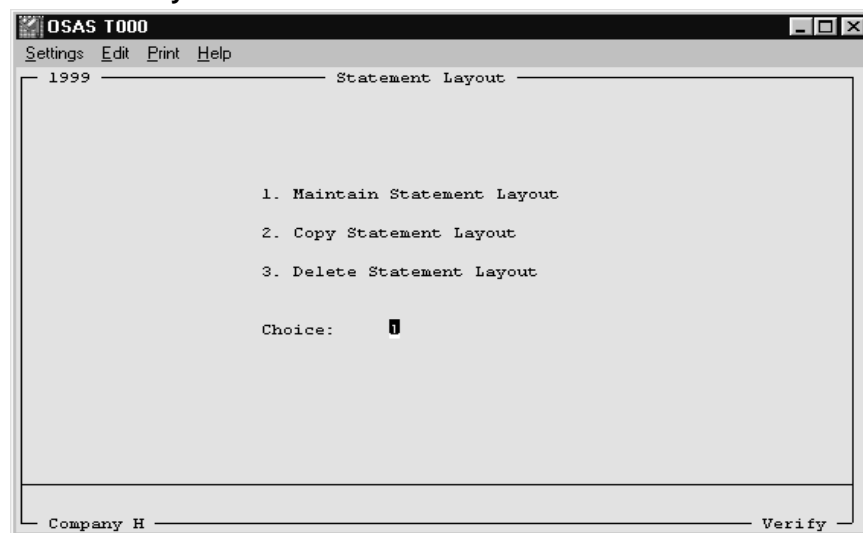 OSAS T000
Settings Edit Print Help
1999 Statement Layout
1. Maintain Statement Layout
2. Copy Statement Layout
3. Delete Statement Layout
Choice: 1
Company H Verify